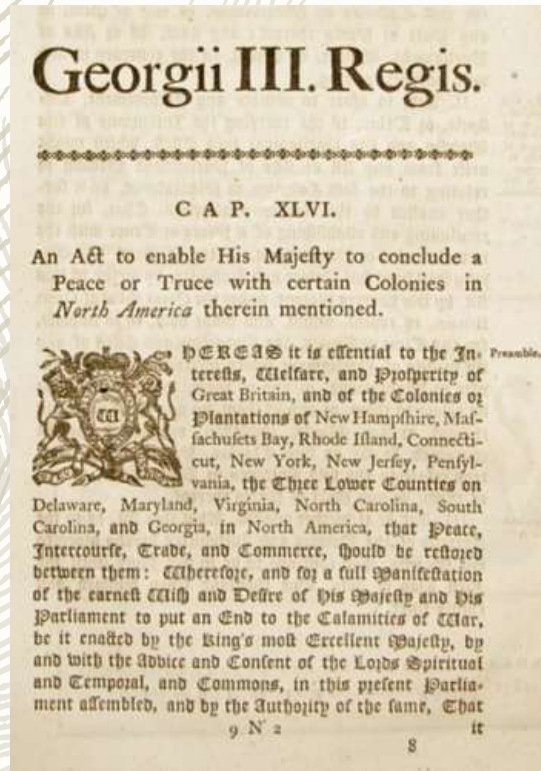 Georgii III. Regis.
CAP. XLVI.
An Act to enable His Majeſty to conclude a
Peace or Truce with certain Colonies in
North America therein mentioned.
WHEREAS it is eſſential to the In- Preamble.
tereſts, Welfare, and Proſperity of
Great Britain, and of the Colonies or
Plantations of New Hampſhire, Maſ-
ſachuſets Bay, Rhode Iſland, Connecti-
cut, New York, New Jerſey, Penſyl-
vania, the Three Lower Counties on
Delaware, Maryland, Virginia, North Carolina, South
Carolina, and Georgia, in North America, that Peace,
Intercourſe, Trade, and Commerce, ſhould be reſtored
between them: Wherefore, and for a full Manifeſtation
of the earneſt Wiſh and Deſire of His Majeſty and His
Parliament to put an End to the Calamities of War,
be it enacted by the King's moſt Excellent Majeſty, by
and with the Advice and Conſent of the Lords Spiritual
and Temporal, and Commons, in this preſent Parlia-
ment aſſembled, and by the Authority of the ſame, That
9 N 2 it
8